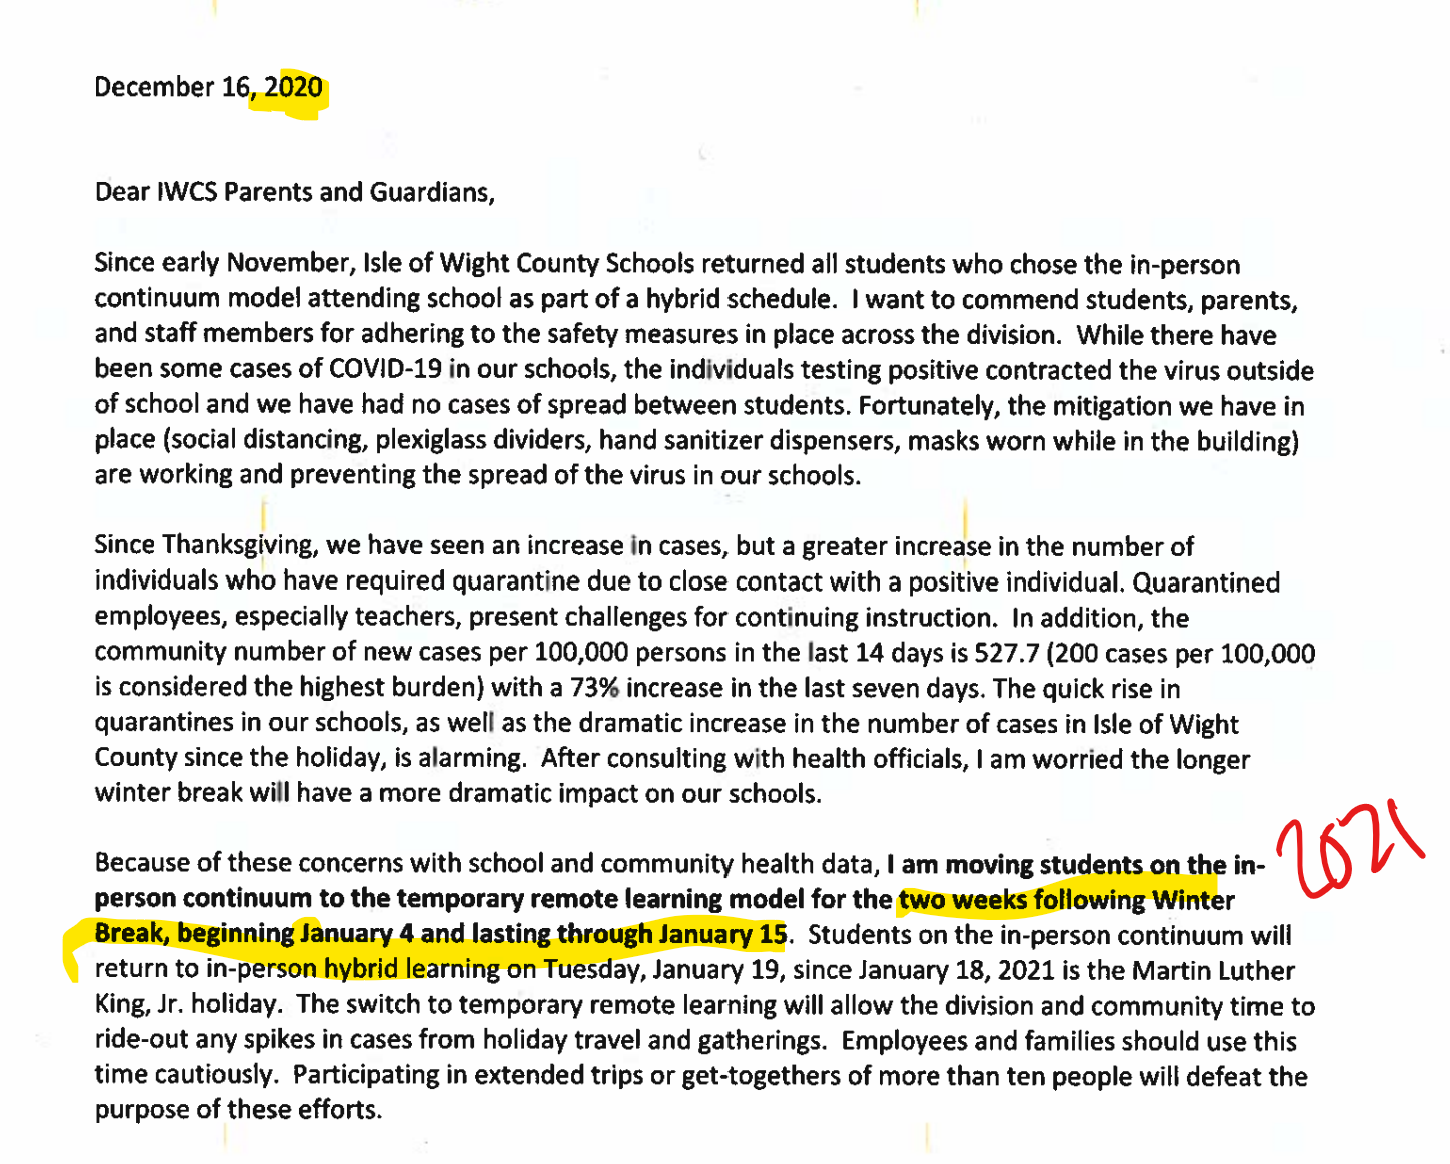 December 16, 2020
Dear IWCS Parents and Guardians,
Since early November, Isle of Wight County Schools returned all students who chose the in-person
continuum model attending school as part of a hybrid schedule.  I want to commend students, parents,
and staff members for adhering to the safety measures in place across the division.  While there have
been some cases of COVID-19 in our schools, the individuals testing positive contracted the virus outside
of school and we have had no cases of spread between students. Fortunately, the mitigation we have in
place (social distancing, plexiglass dividers, hand sanitizer dispensers, masks worn while in the building)
are working and preventing the spread of the virus in our schools.
Since Thanksgiving, we have seen an increase in cases, but a greater increase in the number of
individuals who have required quarantine due to close contact with a positive individual. Quarantined
employees, especially teachers, present challenges for continuing instruction.  In addition, the
community number of new cases per 100,000 persons in the last 14 days is 527.7 (200 cases per 100,000
is considered the highest burden) with a 73% increase in the last seven days. The quick rise in
quarantines in our schools, as well as the dramatic increase in the number of cases in Isle of Wight
County since the holiday, is alarming.  After consulting with health officials, I am worried the longer
winter break will have a more dramatic impact on our schools.
2021
Because of these concerns with school and community health data, I am moving students on the in-
person continuum to the temporary remote learning model for the two weeks following Winter
Break, beginning January 4 and lasting through January 15.  Students on the in-person continuum will
return to in-person hybrid learning on Tuesday, January 19, since January 18, 2021 is the Martin Luther
King, Jr. holiday.  The switch to temporary remote learning will allow the division and community time to
ride-out any spikes in cases from holiday travel and gatherings.  Employees and families should use this
time cautiously.  Participating in extended trips or get-togethers of more than ten people will defeat the
purpose of these efforts.